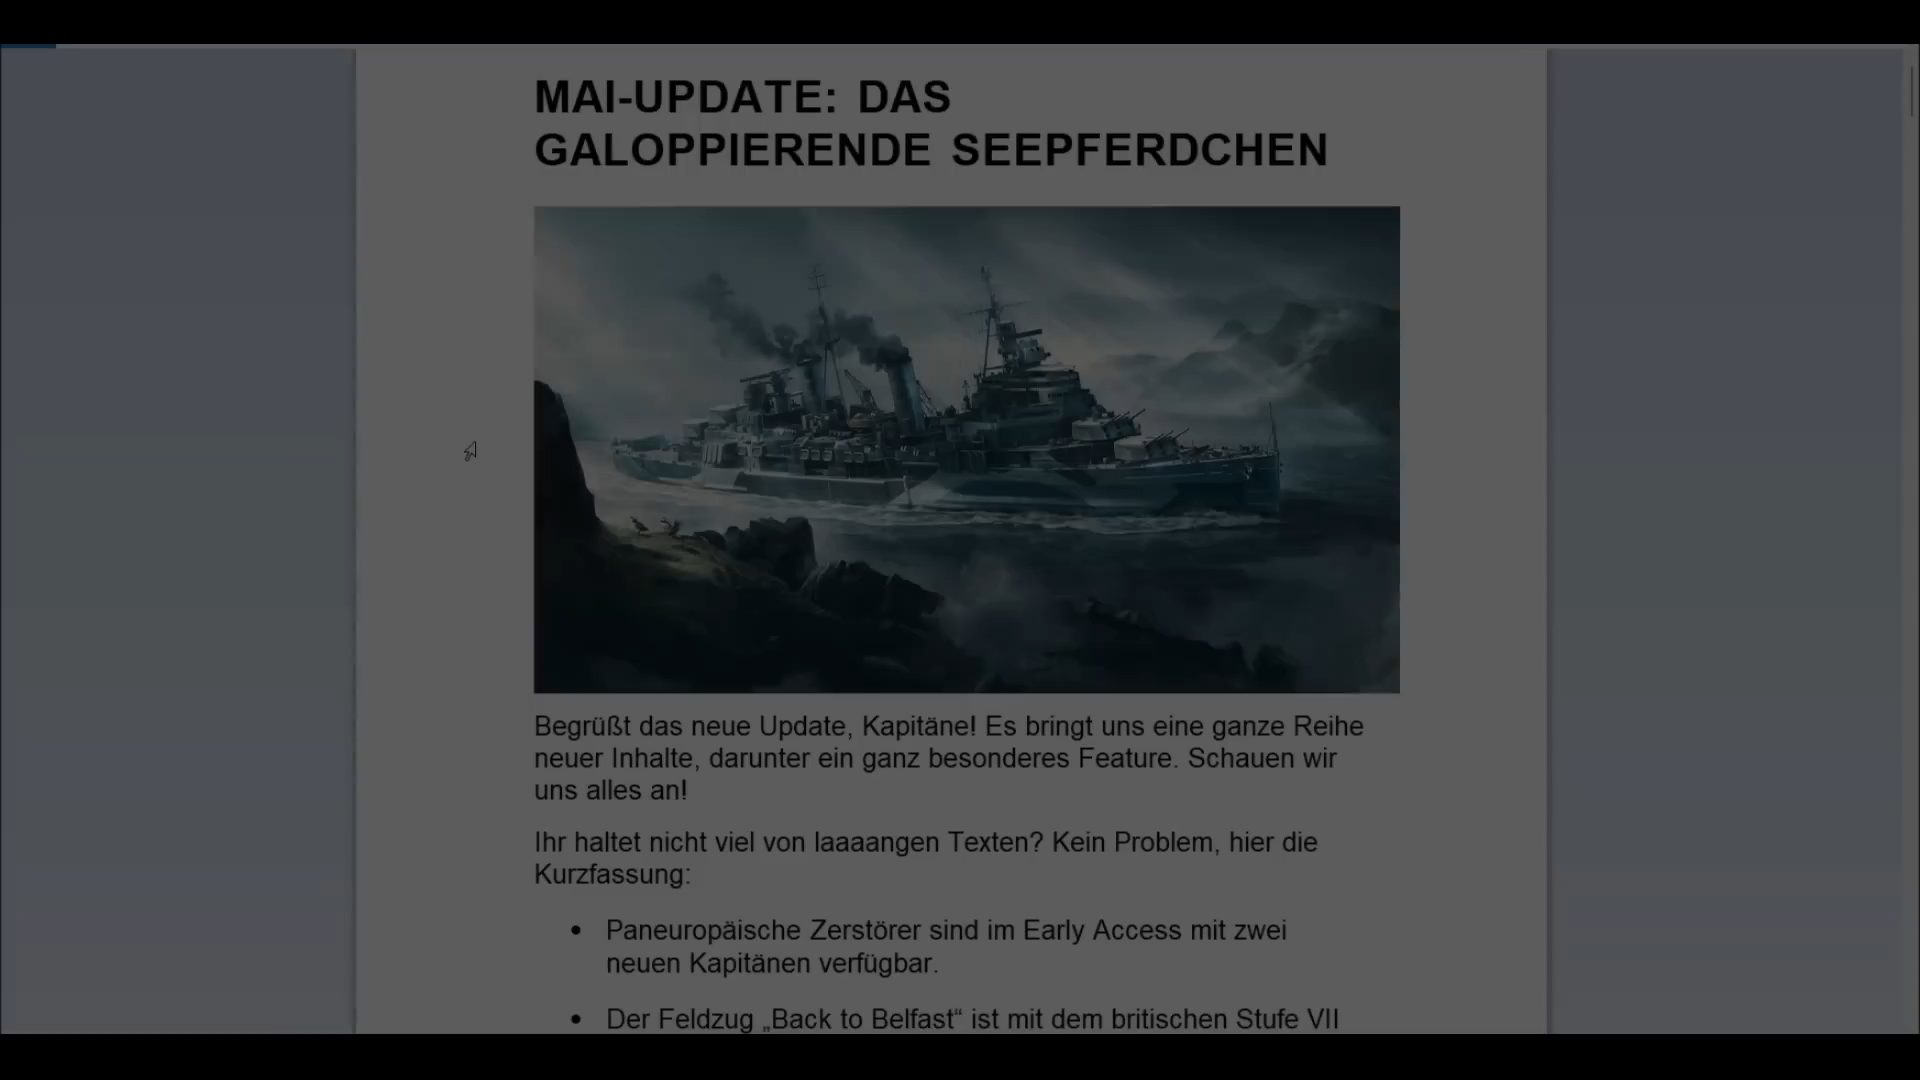 MAI-UPDATE: DAS
GALOPPIERENDE SEEPFERDCHEN
Begrüßt das neue Update, Kapitäne! Es bringt uns eine ganze Reihe
neuer Inhalte, darunter ein ganz besonderes Feature. Schauen wir
uns alles an!
Ihr haltet nicht viel von laaaangen Texten? Kein Problem, hier die
Kurzfassung:
• Paneuropäische Zerstörer sind im Early Access mit zwei
neuen Kapitänen verfügbar.
• Der Feldzug „Back to Belfast“ ist mit dem britischen Stufe VII